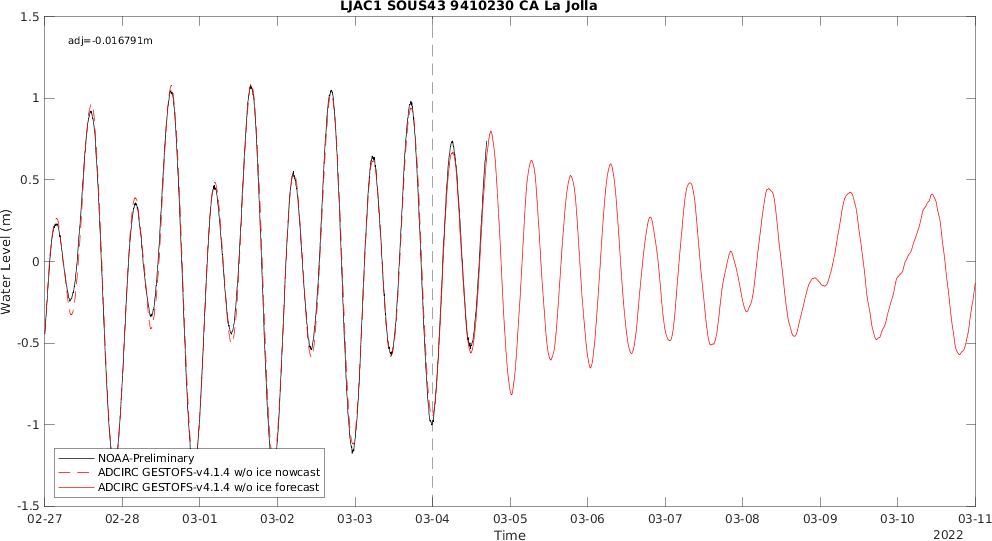 LJAC1 SOUS43 9410230 CA La Jolla
adj=-0.016791m
1.5
1
0.5
0
-0.5
-1
-1.5
Water Level (m)
NOAA-Preliminary
ADCIRC GESTOFS-v4.1.4 w/o ice nowcast
ADCIRC GESTOFS-v4.1.4 w/o ice forecast
02-27 02-28 03-01 03-02 03-03 03-04 03-05 03-06 03-07 03-08 03-09 03-10 03-11
Time
2022